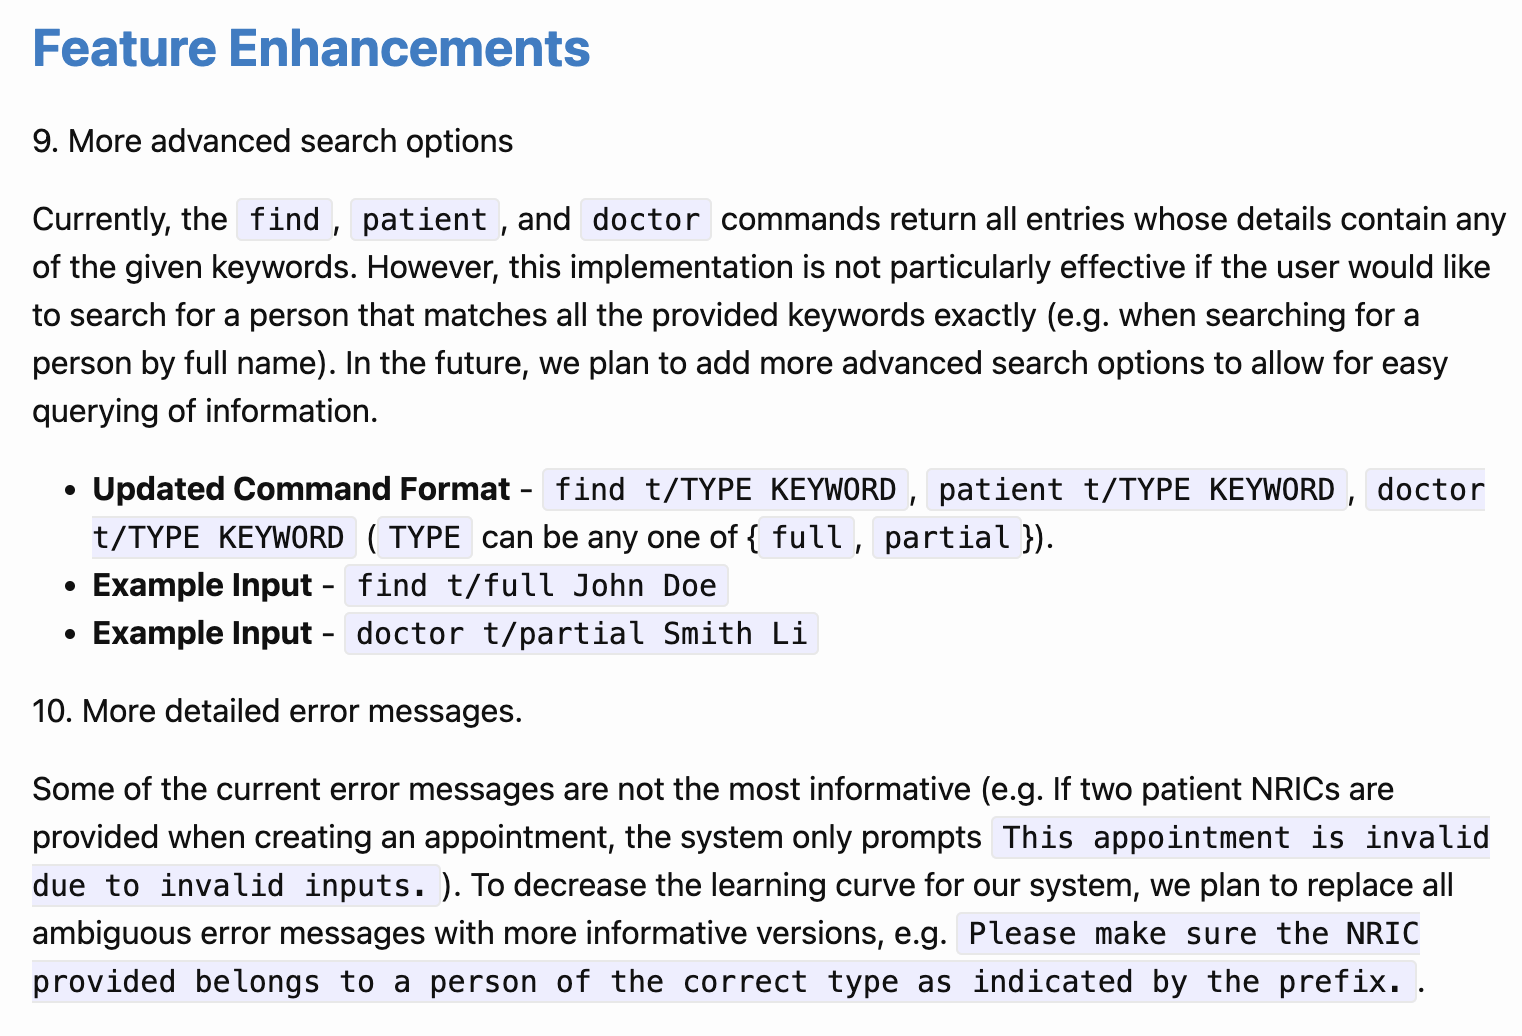 Feature Enhancements
9. More advanced search options
Currently, the find, patient, and doctor commands return all entries whose details contain any
of the given keywords. However, this implementation is not particularly effective if the user would like
to search for a person that matches all the provided keywords exactly (e.g. when searching for a
person by full name). In the future, we plan to add more advanced search options to allow for easy
querying of information.
• Updated Command Format - find t/TYPE KEYWORD, patient t/TYPE KEYWORD, doctor
t/TYPE KEYWORD (TYPE can be any one of {full, partial}).
• Example Input - find t/full John Doe
• Example Input - doctor t/partial Smith Li
10. More detailed error messages.
Some of the current error messages are not the most informative (e.g. If two patient NRICs are
provided when creating an appointment, the system only prompts This appointment is invalid
due to invalid inputs.). To decrease the learning curve for our system, we plan to replace all
ambiguous error messages with more informative versions, e.g. Please make sure the NRIC
provided belongs to a person of the correct type as indicated by the prefix..